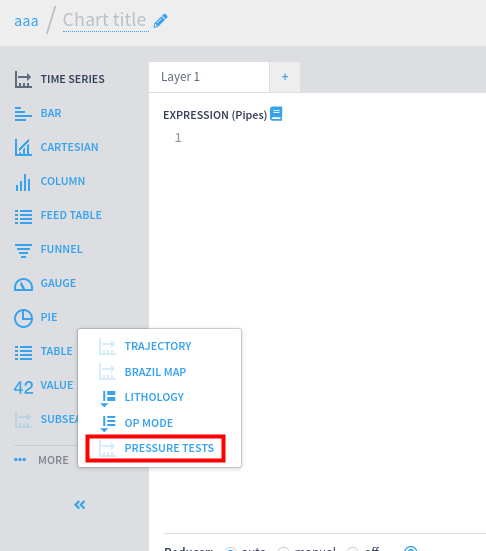 aaa / Chart title
TIME SERIES
BAR
CARTESIAN
COLUMN
FEED TABLE
FUNNEL
GAUGE
PIE
TABLE
42 VALUE
SUBSEA
••• MORE
«
Layer 1 +
EXPRESSION (Pipes)
1
TRAJECTORY
BRAZIL MAP
LITHOLOGY
OP MODE
PRESSURE TESTS
Reducer: auto manual off